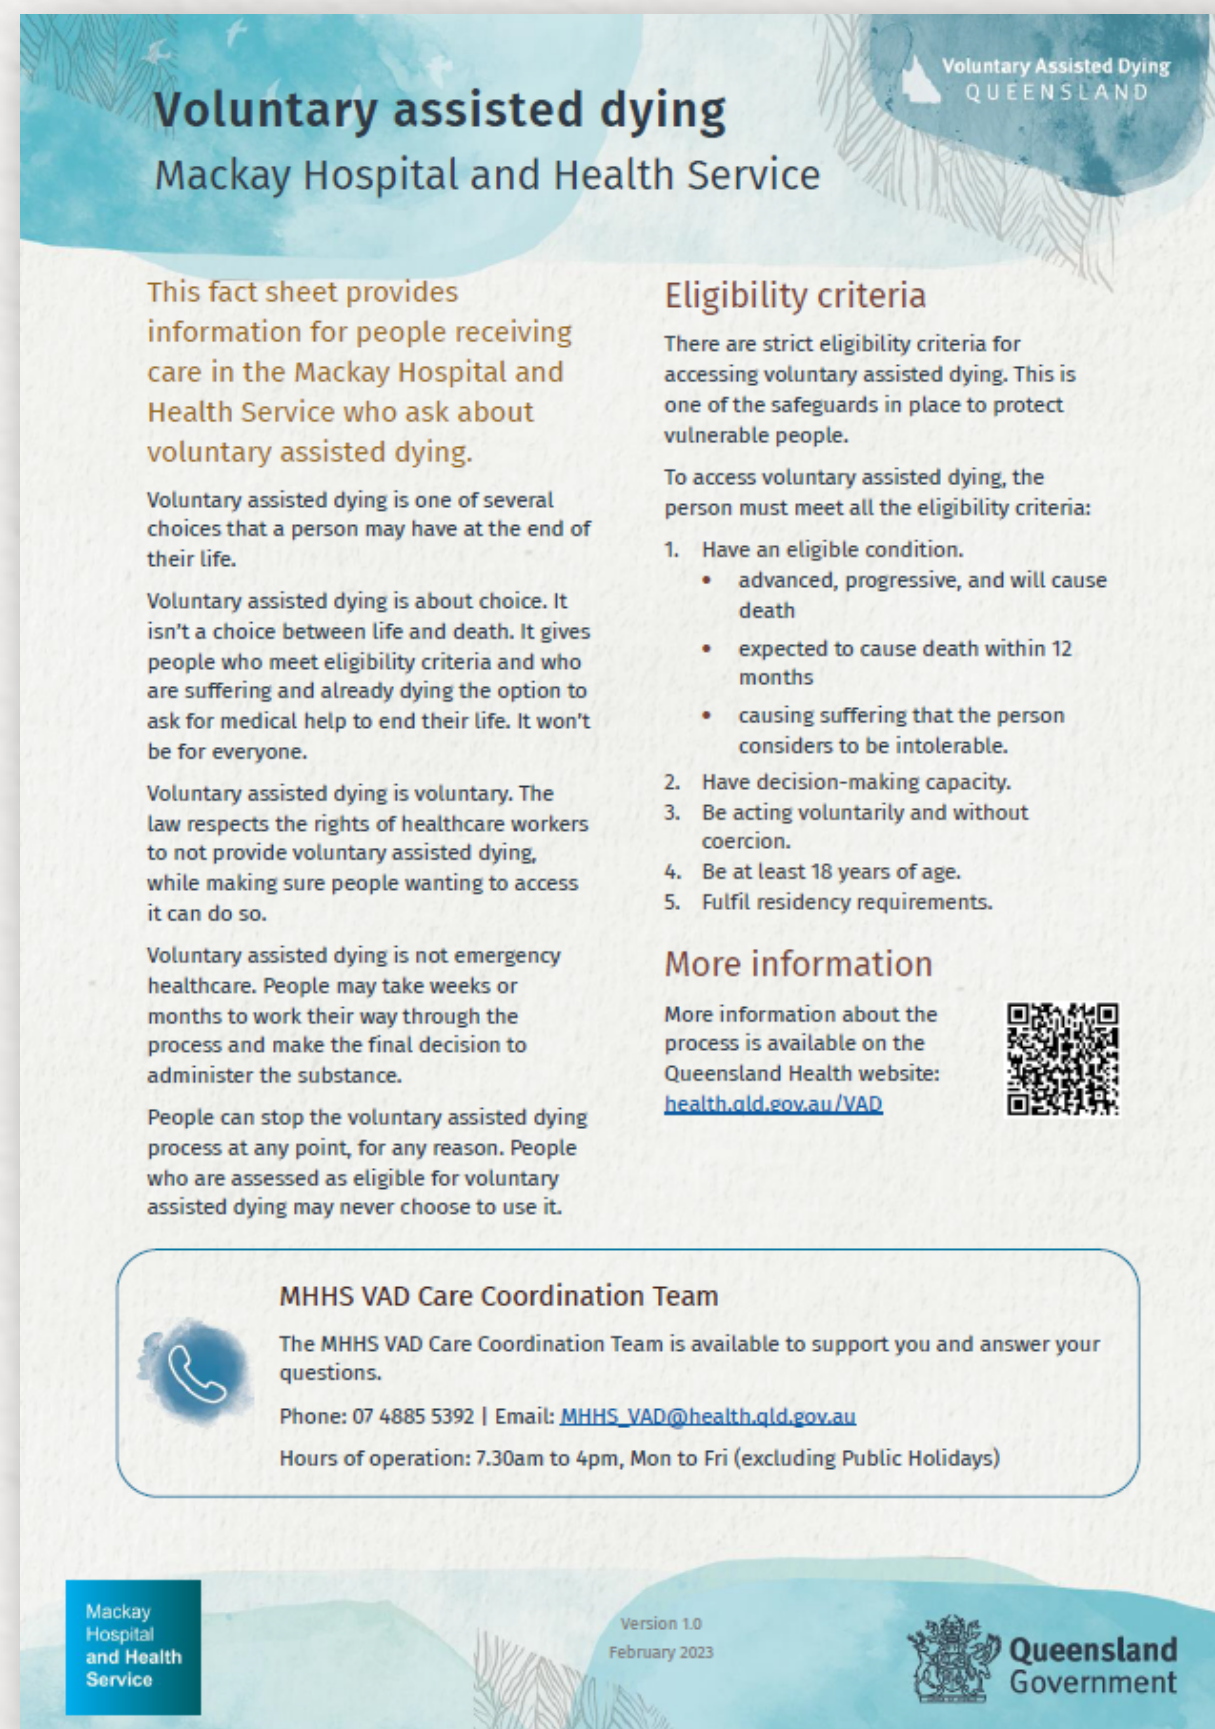 Voluntary Assisted Dying
QUEENSLAND
Voluntary assisted dying
Mackay Hospital and Health Service
This fact sheet provides
information for people receiving
care in the Mackay Hospital and
Health Service who ask about
voluntary assisted dying.
Voluntary assisted dying is one of several
choices that a person may have at the end of
their life.
Voluntary assisted dying is about choice. It
isn't a choice between life and death. It gives
people who meet eligibility criteria and who
are suffering and already dying the option to
ask for medical help to end their life. It won't
be for everyone.
Voluntary assisted dying is voluntary. The
law respects the rights of healthcare workers
to not provide voluntary assisted dying,
while making sure people wanting to access
it can do so.
Voluntary assisted dying is not emergency
healthcare. People may take weeks or
months to work their way through the
process and make the final decision to
administer the substance.
People can stop the voluntary assisted dying
process at any point, for any reason. People
who are assessed as eligible for voluntary
assisted dying may never choose to use it.
Eligibility criteria
There are strict eligibility criteria for
accessing voluntary assisted dying. This is
one of the safeguards in place to protect
vulnerable people.
To access voluntary assisted dying, the
person must meet all the eligibility criteria:
1. Have an eligible condition.
• advanced, progressive, and will cause
death
• expected to cause death within 12
months
• causing suffering that the person
considers to be intolerable.
2. Have decision-making capacity.
3. Be acting voluntarily and without
coercion.
4. Be at least 18 years of age.
5. Fulfil residency requirements.
More information
More information about the
process is available on the
Queensland Health website:
health.qld.gov.au/VAD
MHHS VAD Care Coordination Team
The MHHS VAD Care Coordination Team is available to support you and answer your
questions.
Phone: 07 4885 5392 | Email: MHHS_VAD@health.qld.gov.au
Hours of operation: 7.30am to 4pm, Mon to Fri (excluding Public Holidays)
Mackay
Hospital
and Health
Service
Version 1.0
February 2023
Queensland
Government